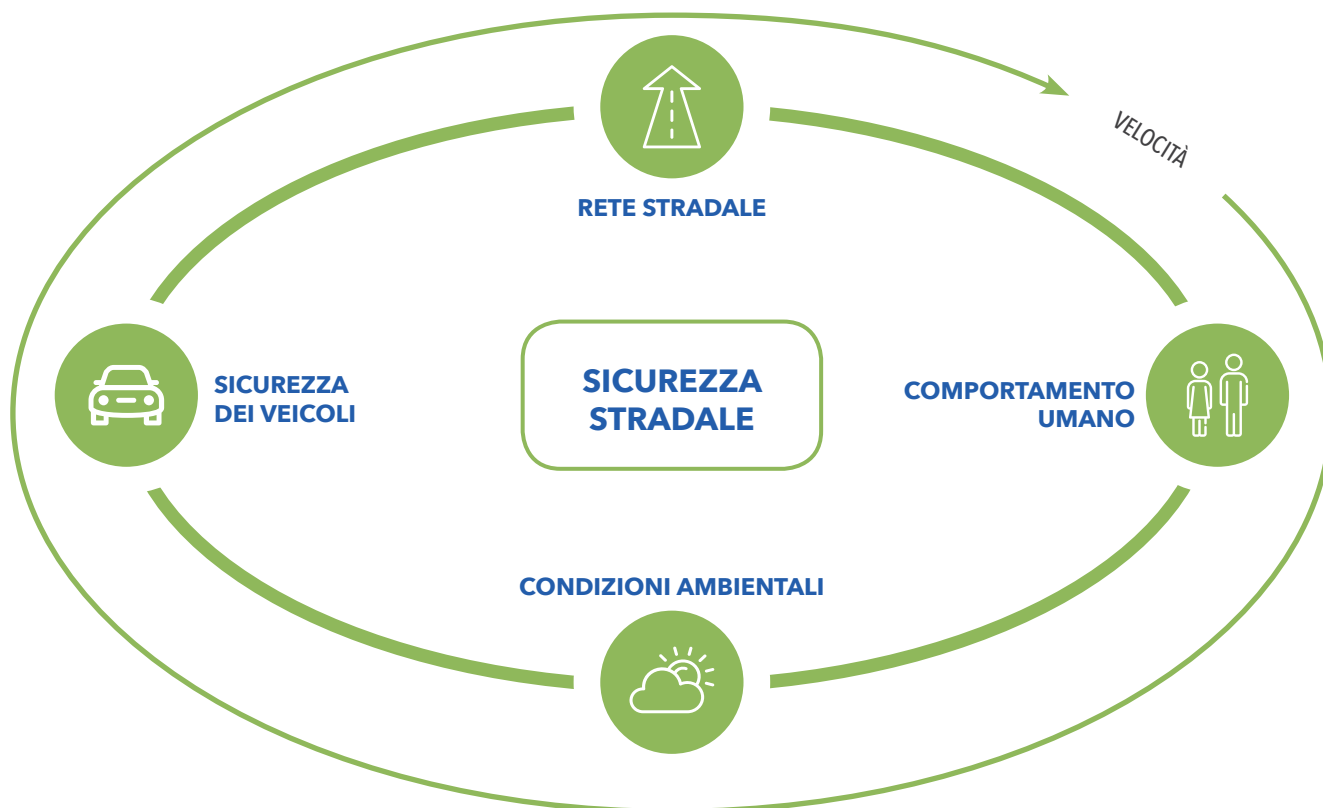 VELOCITÀ
RETE STRADALE
SICUREZZA
DEI VEICOLI
SICUREZZA
STRADALE
COMPORTAMENTO
UMANO
CONDIZIONI AMBIENTALI